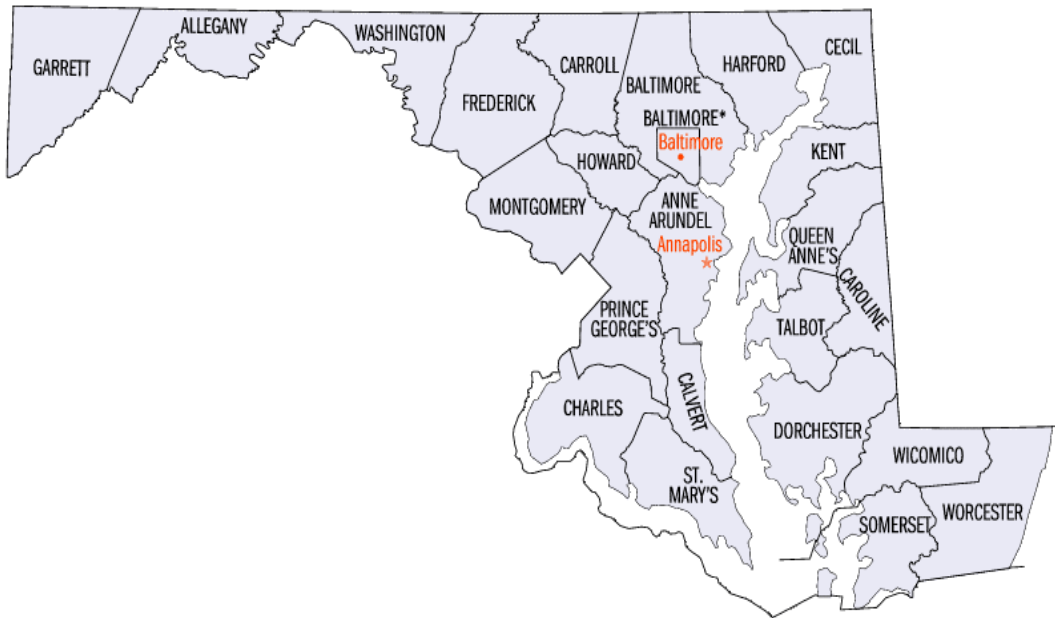 ALLEGANY
WASHINGTON
CECIL
GARRETT
CARROLL
HARFORD
BALTIMORE
FREDERICK
BALTIMORE*
Baltimore
KENT
HOWARD
MONTGOMERY
ANNE
ARUNDEL
Annapolis
QUEEN
ANNE'S
CAROLINE
PRINCE
GEORGE'S
TALBOT
CHARLES
CALVERT
DORCHESTER
WICOMICO
ST.
MARY'S
SOMERSET
WORCESTER